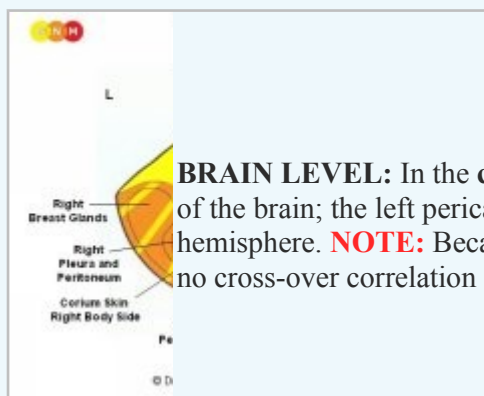 G N M
L
Right
Breast Glands
Right
Pleura and
Peritoneum
Corium Skin
Right Body Side
Pe
© D
BRAIN LEVEL: In the
of the brain; the left perica
hemisphere. NOTE: Beca
no cross-over correlation